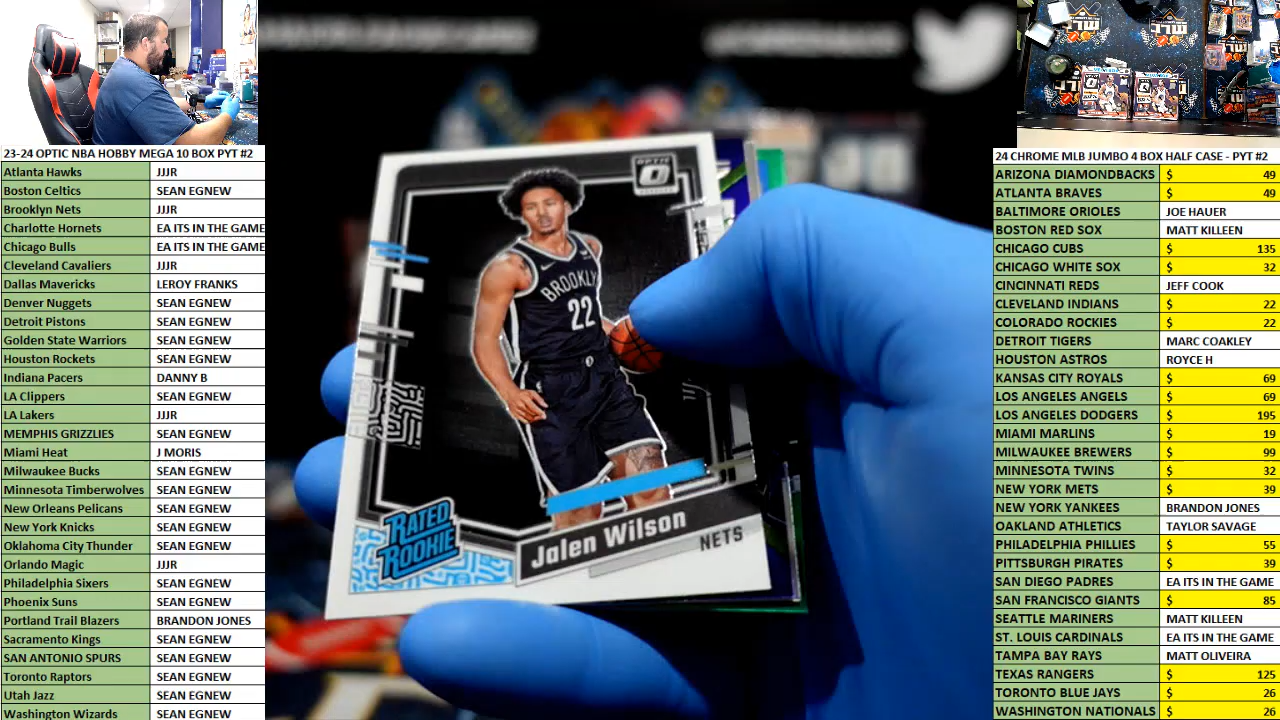 23-24 OPTIC NBA HOBBY MEGA 10 BOX PYT #2
Atlanta Hawks JJJR
Boston Celtics SEAN EGNEW
Brooklyn Nets JJJR
Charlotte Hornets EA ITS IN THE GAME
Chicago Bulls EA ITS IN THE GAME
Cleveland Cavaliers JJJR
Dallas Mavericks LEROY FRANKS
Denver Nuggets SEAN EGNEW
Detroit Pistons SEAN EGNEW
Golden State Warriors SEAN EGNEW
Houston Rockets SEAN EGNEW
Indiana Pacers DANNY B
LA Clippers SEAN EGNEW
LA Lakers JJJR
MEMPHIS GRIZZLIES SEAN EGNEW
Miami Heat J MORIS
Milwaukee Bucks SEAN EGNEW
Minnesota Timberwolves SEAN EGNEW
New Orleans Pelicans SEAN EGNEW
New York Knicks SEAN EGNEW
Oklahoma City Thunder SEAN EGNEW
Orlando Magic JJJR
Philadelphia Sixers SEAN EGNEW
Phoenix Suns SEAN EGNEW
Portland Trail Blazers BRANDON JONES
Sacramento Kings SEAN EGNEW
SAN ANTONIO SPURS SEAN EGNEW
Toronto Raptors SEAN EGNEW
Utah Jazz SEAN EGNEW
Washington Wizards SEAN EGNEW
OPTIC
BROOKLYN
22
RATED
ROOKIE
Jalen Wilson
NETS
24 CHROME MLB JUMBO 4 BOX HALF CASE - PYT #2
ARIZONA DIAMONDBACKS $ 49
ATLANTA BRAVES $ 49
BALTIMORE ORIOLES JOE HAUER
BOSTON RED SOX MATT KILLEEN
CHICAGO CUBS $ 135
CHICAGO WHITE SOX $ 32
CINCINNATI REDS JEFF COOK
CLEVELAND INDIANS $ 22
COLORADO ROCKIES $ 22
DETROIT TIGERS MARC COAKLEY
HOUSTON ASTROS ROYCE H
KANSAS CITY ROYALS $ 69
LOS ANGELES ANGELS $ 69
LOS ANGELES DODGERS $ 195
MIAMI MARLINS $ 19
MILWAUKEE BREWERS $ 99
MINNESOTA TWINS $ 32
NEW YORK METS $ 39
NEW YORK YANKEES BRANDON JONES
OAKLAND ATHLETICS TAYLOR SAVAGE
PHILADELPHIA PHILLIES $ 55
PITTSBURGH PIRATES $ 39
SAN DIEGO PADRES EA ITS IN THE GAME
SAN FRANCISCO GIANTS $ 85
SEATTLE MARINERS MATT KILLEEN
ST. LOUIS CARDINALS EA ITS IN THE GAME
TAMPA BAY RAYS MATT OLIVEIRA
TEXAS RANGERS $ 125
TORONTO BLUE JAYS $ 26
WASHINGTON NATIONALS $ 26